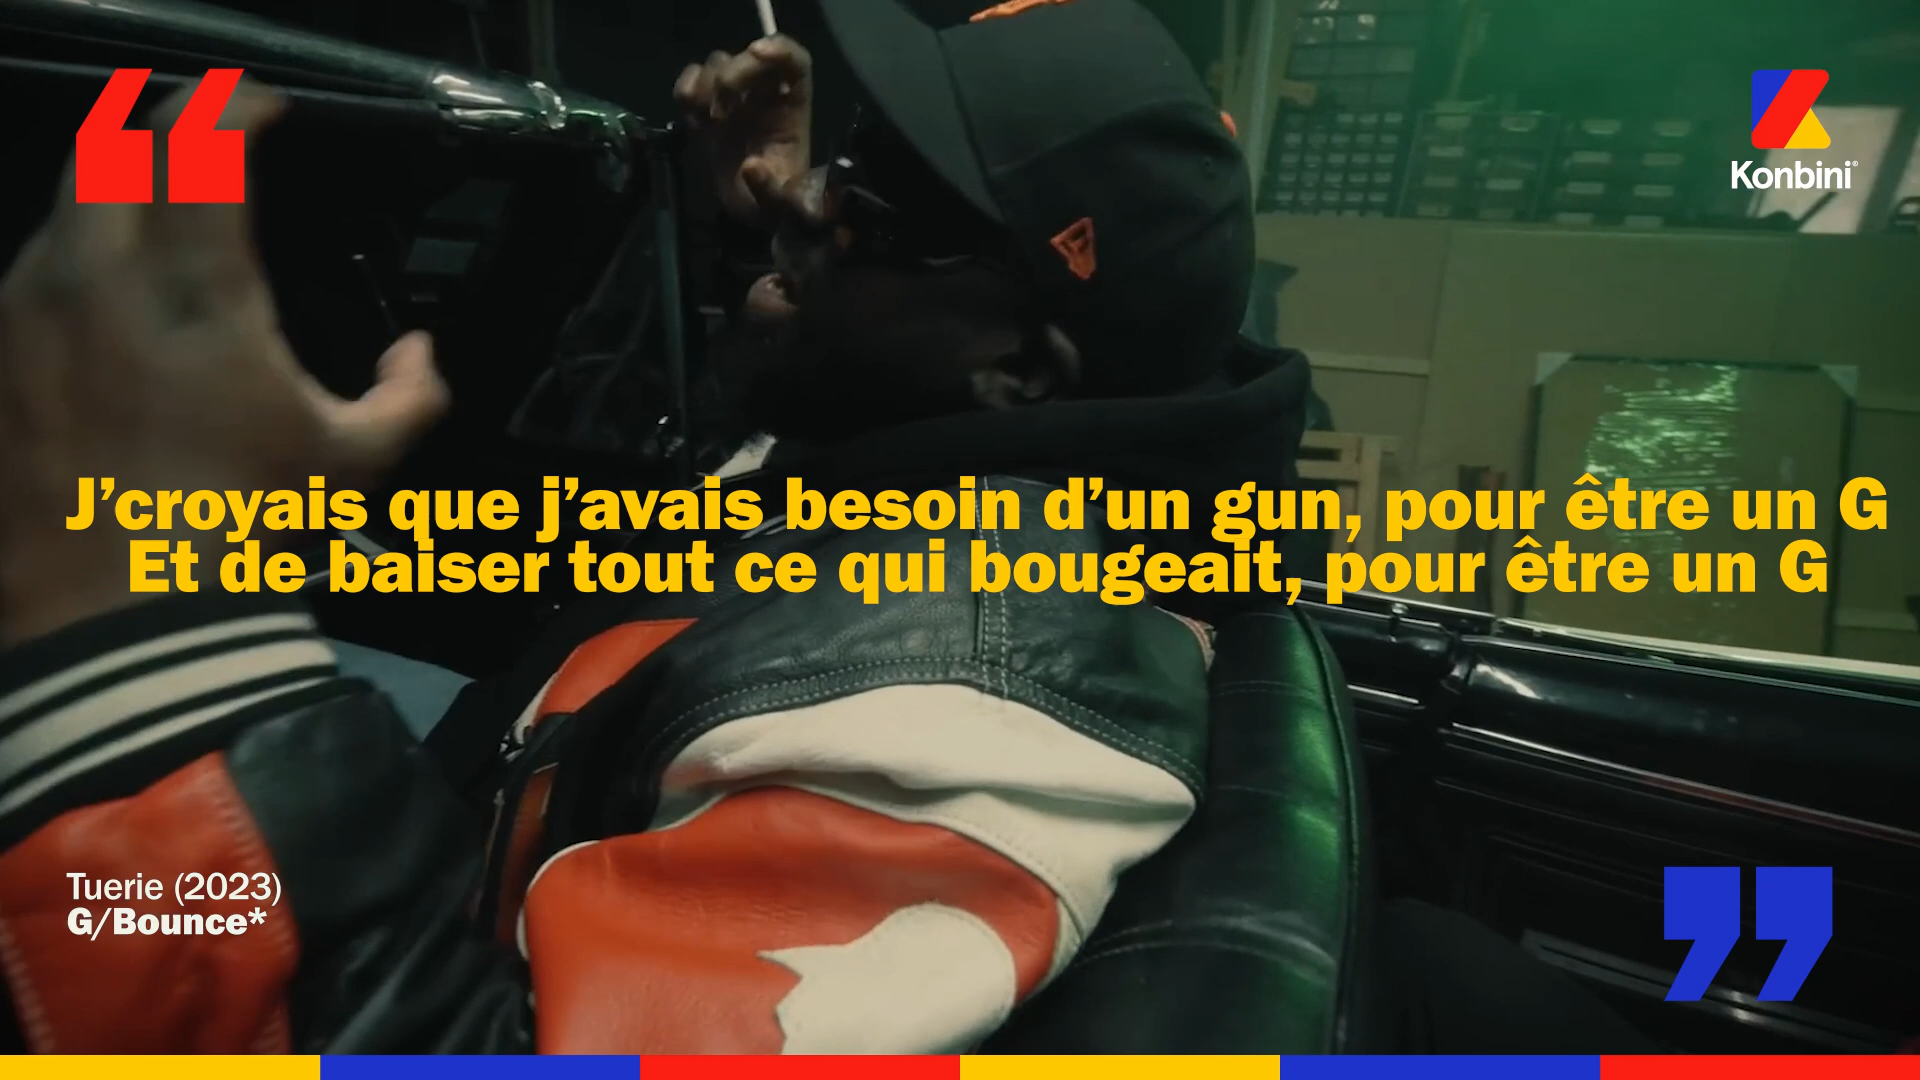 “
Konbini®
J’croyais que j’avais besoin d’un gun, pour être un G
Et de baiser tout ce qui bougeait, pour être un G
Tuerie (2023)
G/Bounce*
”